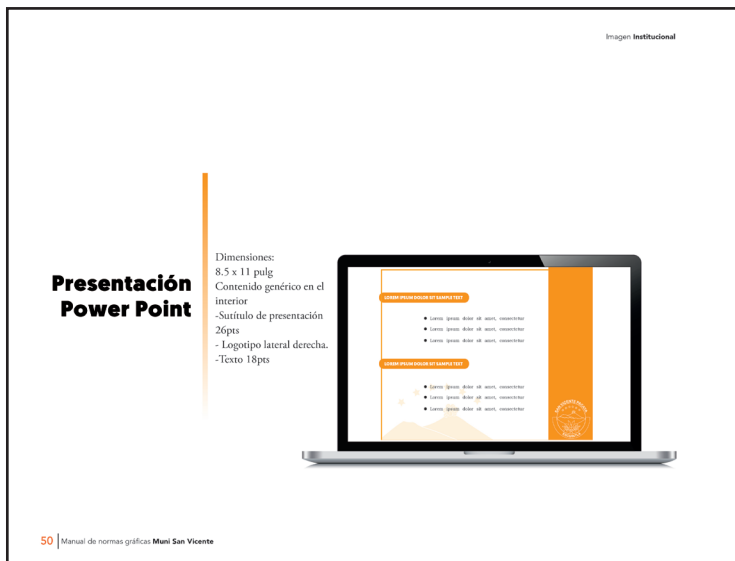 Imagen Institucional
Presentación
Power Point
Dimensiones:
8.5 x 11 pulg
Contenido genérico en el
interior
-Sutítulo de presentación
26pts
- Logotipo lateral derecha.
-Texto 18pts
LOREM IPSUM DOLOR SIT SAMPLE TEXT
● Lorem ipsum dolor sit amet, consectetur
● Lorem ipsum dolor sit amet, consectetur
● Lorem ipsum dolor sit amet, consectetur
LOREM IPSUM DOLOR SIT SAMPLE TEXT
● Lorem ipsum dolor sit amet, consectetur
● Lorem ipsum dolor sit amet, consectetur
● Lorem ipsum dolor sit amet, consectetur
50 | Manual de normas gráficas Muni San Vicente